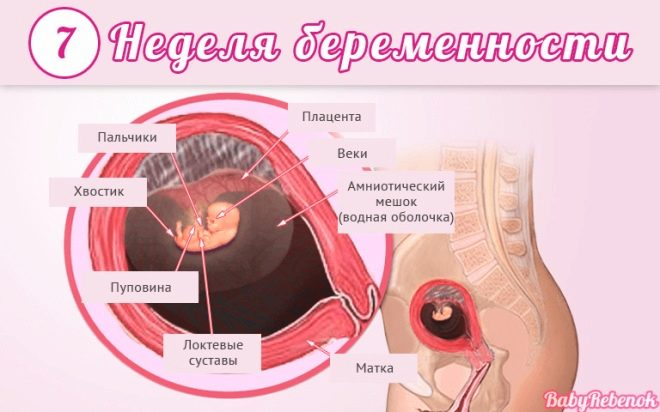 7 Неделя беременности
Плацента
Пальчики
Веки
Хвостик
Амниотический
мешок
(водная оболочка)
Пуповина
Локтевые
суставы
Матка
BabyRebenok